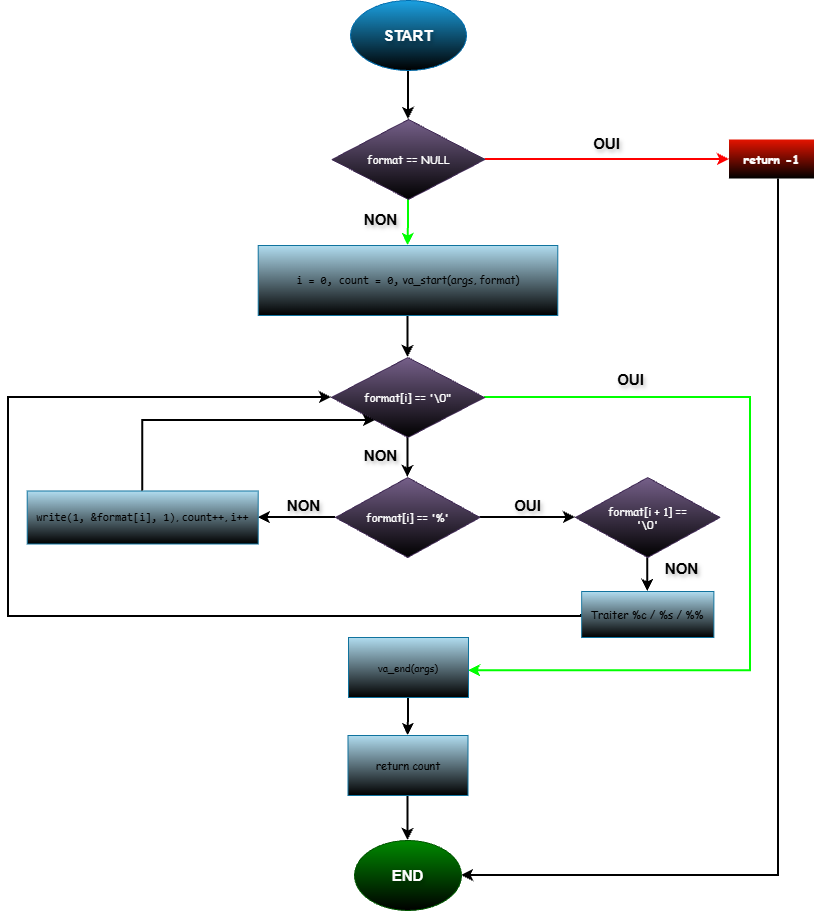 START
format == NULL
OUI
return -1
NON
i = 0, count = 0, va_start(args, format)
format[i] == '\0"
OUI
NON
write(1, &format[i], 1), count++, i++
NON
format[i] == '%'
OUI
format[i + 1] ==
'\0'
NON
Traiter %c / %s / %%
va_end(args)
return count
END